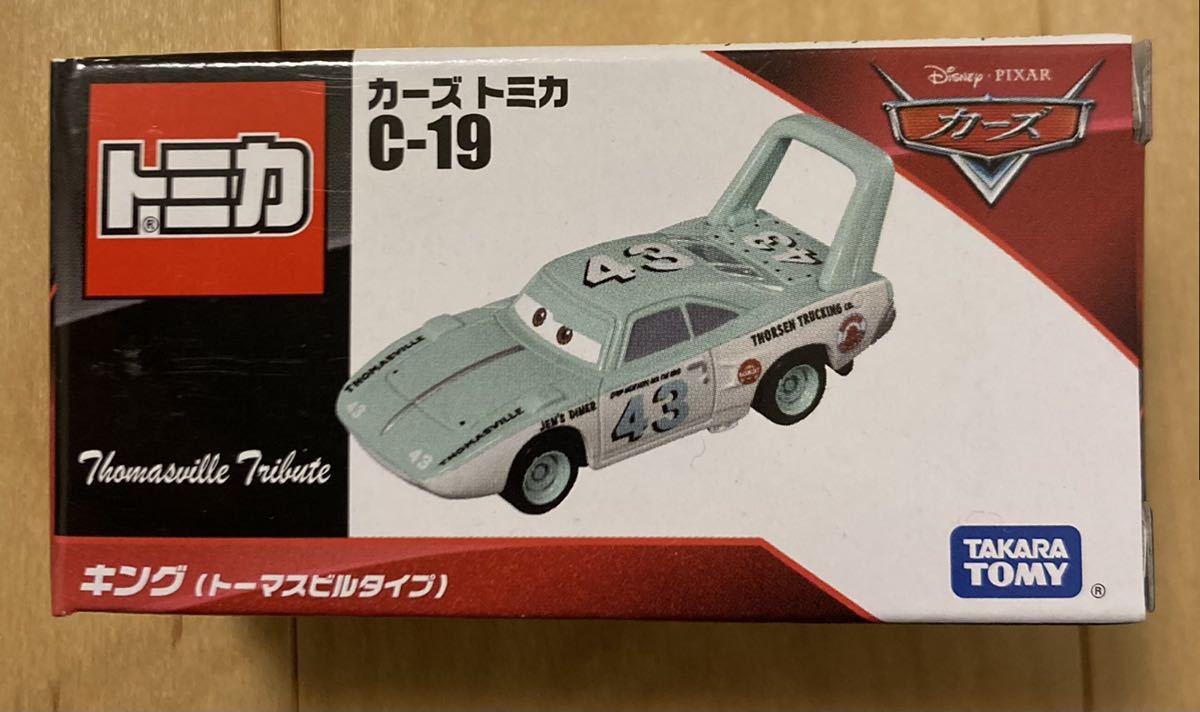 カーズ トミカ
C-19
トミカ®
Disney・PIXAR
カーズ
43
43
THOMASVILLE
43
THOMASVILLE
43
JEM'S DINER
43
THORSEN TRUCKING CO.
Thomasville Tribute
キング (トーマスビルタイプ)
TAKARA
TOMY
®